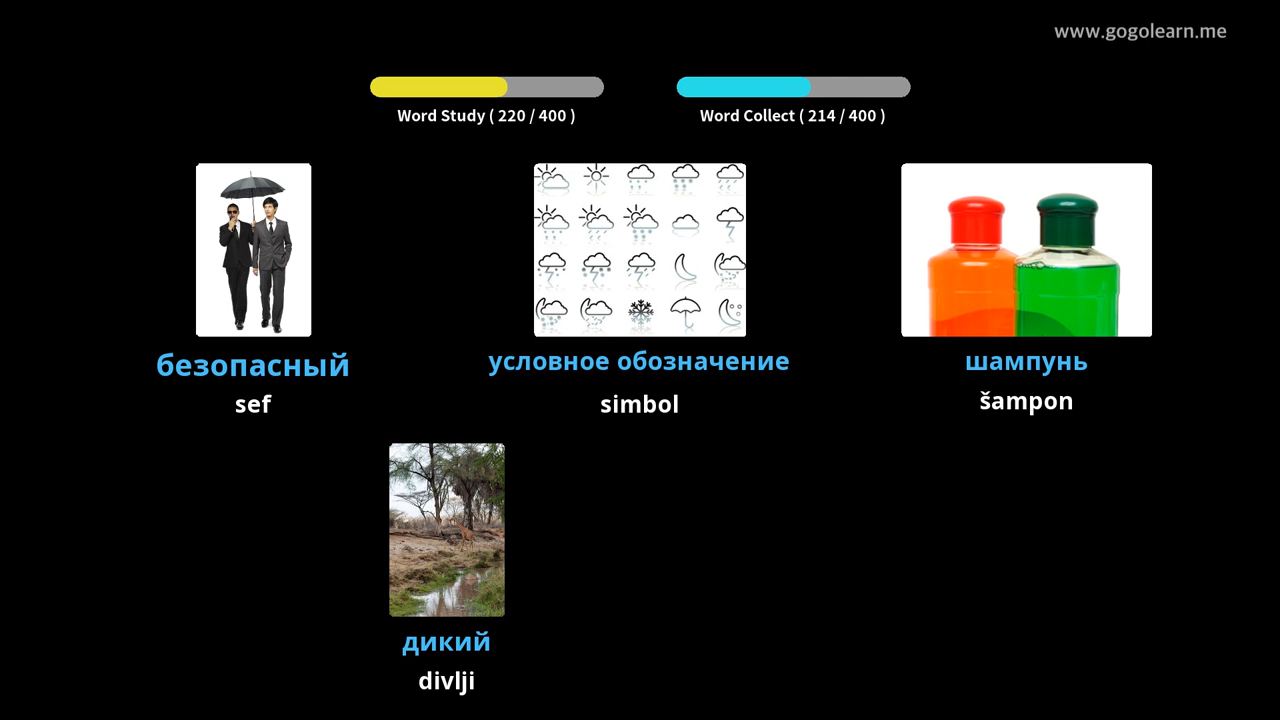 www.gogolearn.me
Word Study ( 220 / 400 )
Word Collect ( 214 / 400 )
безопасный
sef
условное обозначение
simbol
шампунь
šampon
дикий
divlji